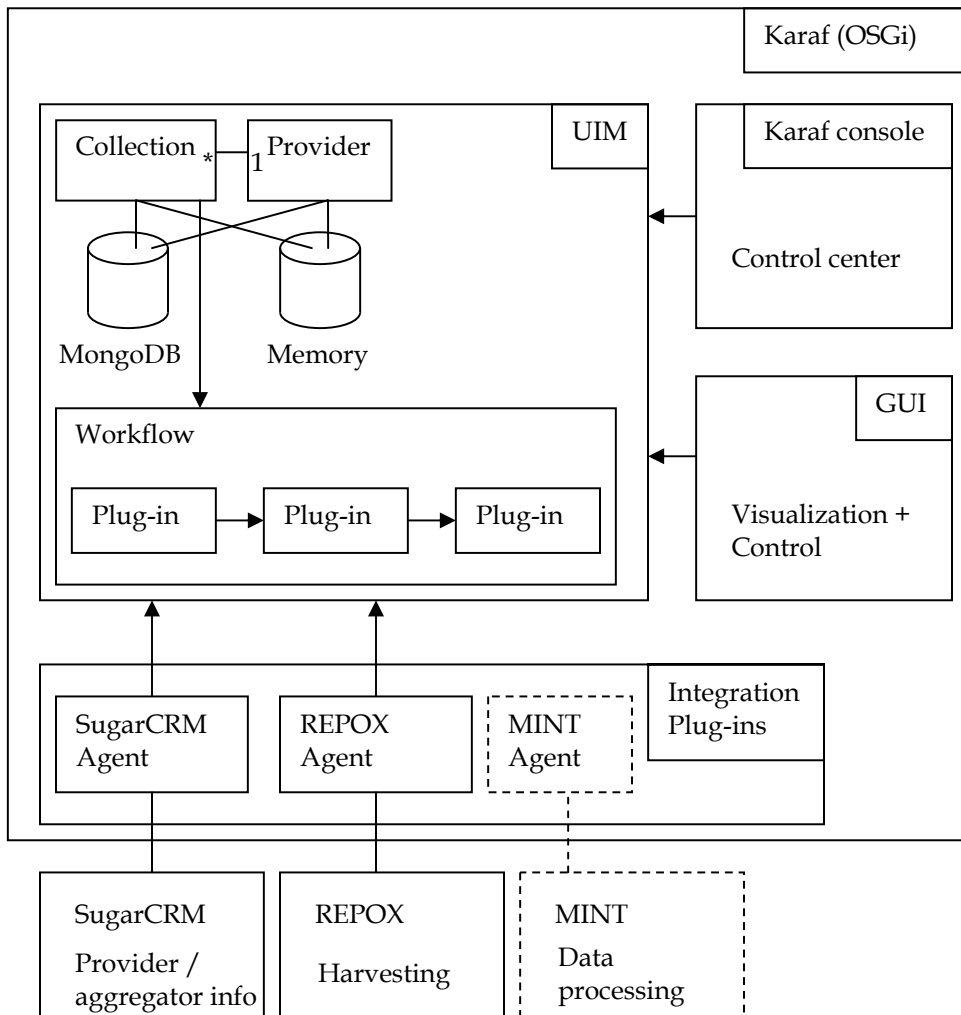 Karaf (OSGi)
Collection
*
1
Provider
UIM
Karaf console
Control center
MongoDB
Memory
GUI
Visualization +
Control
Workflow
Plug-in
Plug-in
Plug-in
Integration
Plug-ins
SugarCRM
Agent
REPOX
Agent
MINT
Agent
SugarCRM
Provider /
aggregator info
REPOX
Harvesting
MINT
Data
processing